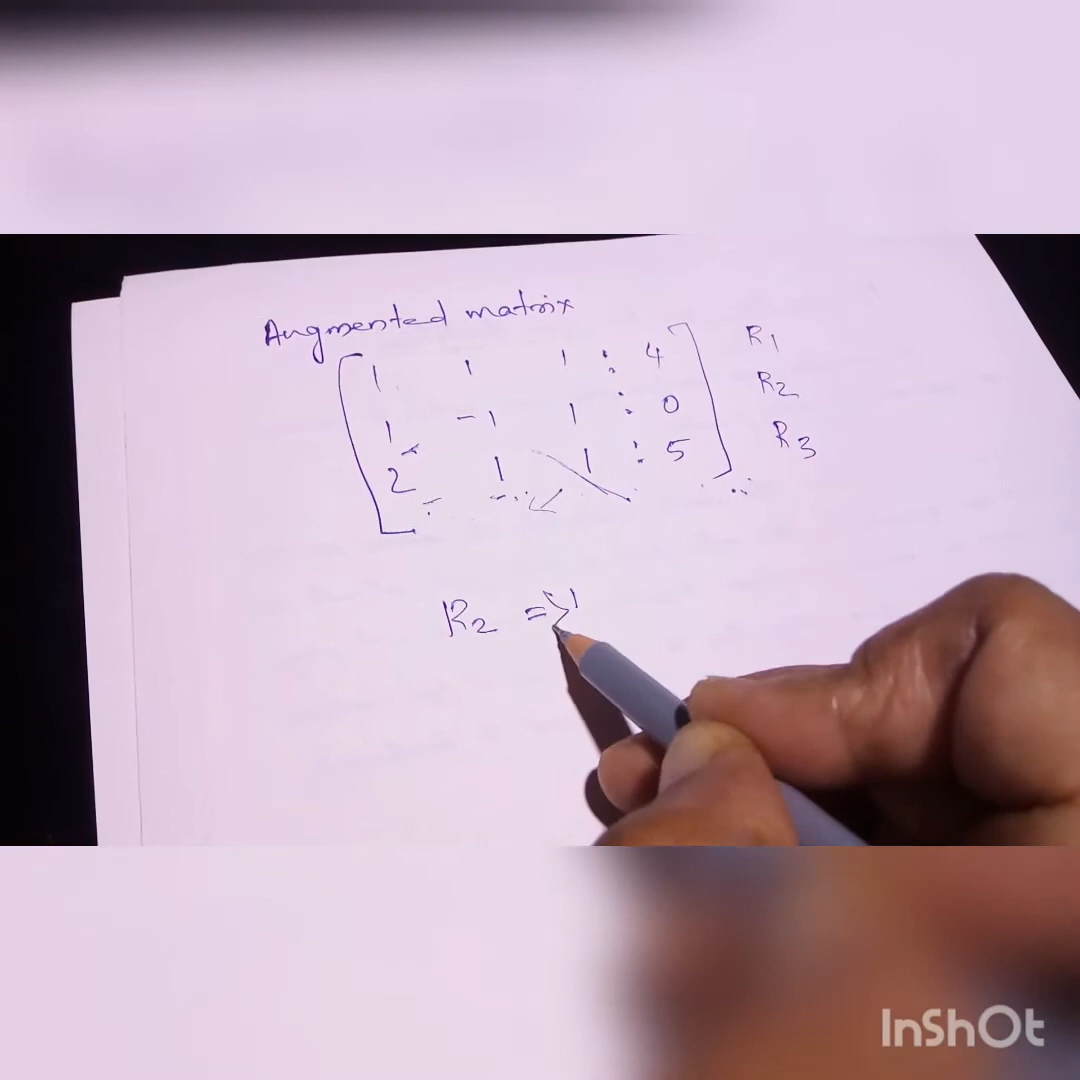 Augmented matrix
1 1 1 : 4 R1
1 -1 1 : 0 R2
2 1 1 : 5 R3
R2 =>
InShOt